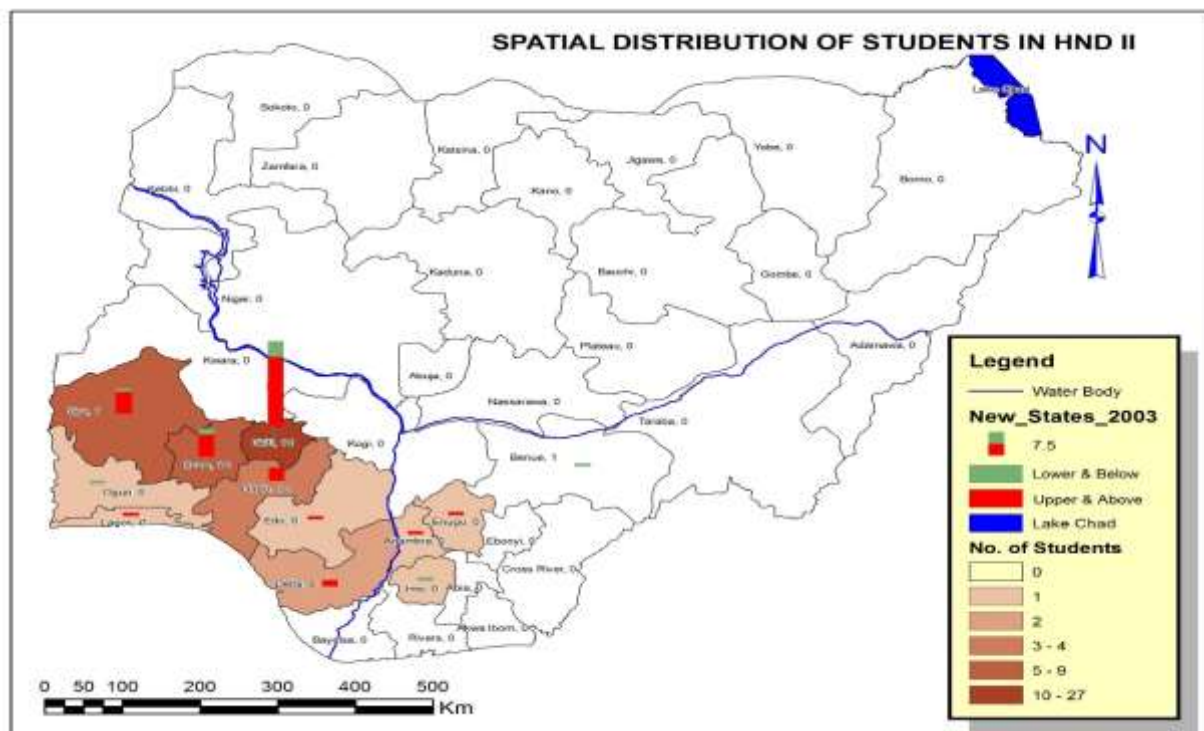 SPATIAL DISTRIBUTION OF STUDENTS IN HND II
Lake Chad
N
Sokoto, 0
Katsina, 0
Jigawa, 0
Yobe, 0
Zamfara, 0
Kano, 0
Borno, 0
Kebbi, 0
Kaduna, 0
Bauchi, 0
Gombe, 0
Niger, 0
Kwara, 0
Abuja, 0
Plateau, 0
Adamawa, 0
Nassarawa, 0
Taraba, 0
Kogi, 0
Benue, 1
Ogun, 0
Lagos, 0
Edo, 0
Enugu, 0
Anambra,
Ebonyi,
Cross River, 0
Imo, 0
Abia, 0
Akwa Ibom, 0
Rivers, 0
Bayelsa, 0
Legend
Water Body
New_States_2003
7.5
Lower & Below
Upper & Above
Lake Chad
No. of Students
0
1
2
3 - 4
5 - 9
10 - 27
0 50 100 200 300 400 500
Km